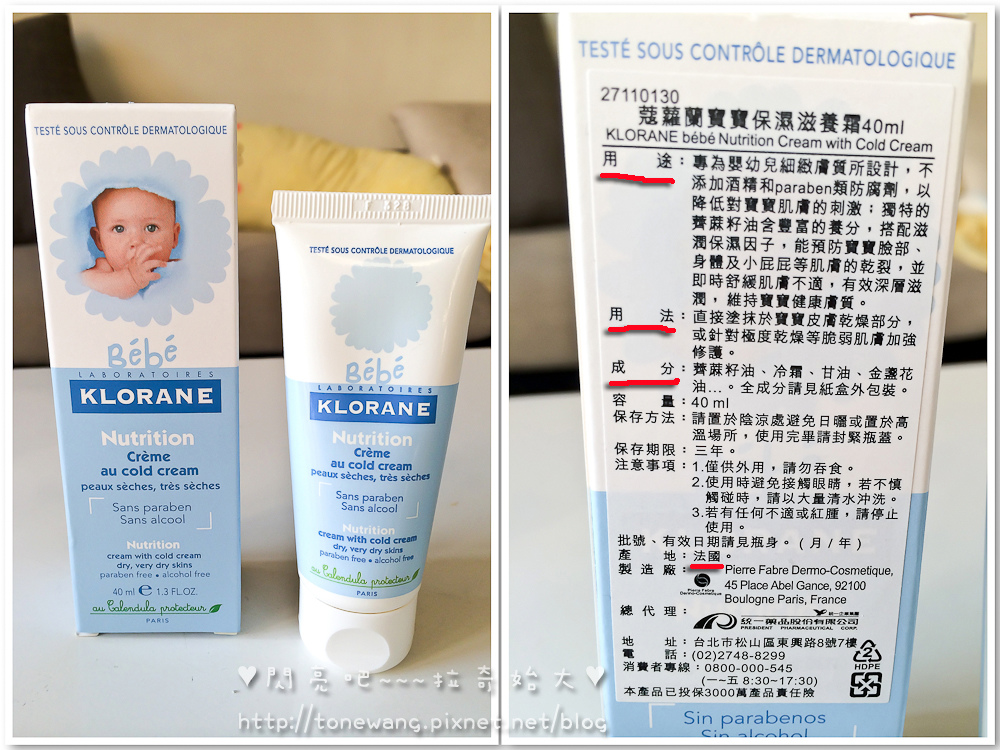 TESTÉ SOUS CONTRÔLE DERMATOLOGIQUE
Bébé
LABORATOIRES
KLORANE
Nutrition
Crème
au cold cream
peaux sèches, très sèches
Sans paraben
Sans alcool
Nutrition
cream with cold cream
dry, very dry skins
paraben free • alcohol free
40 ml e 1.3 FL.OZ.
au Calendula protecteur
PARIS
TESTÉ SOUS CONTRÔLE DERMATOLOGIQUE
Bébé
LABORATOIRES
KLORANE
Nutrition
Crème
au cold cream
peaux sèches, très sèches
Sans paraben
Sans alcool
Nutrition
cream with cold cream
dry, very dry skins
paraben free • alcohol free
au Calendula protecteur
PARIS
TESTÉ SOUS CONTRÔLE DERMATOLOGIQUE
27110130
蔻蘿蘭寶寶保濕滋養霜40ml
KLORANE bébé Nutrition Cream with Cold Cream
用途：專為嬰幼兒細緻膚質所設計，不
添加酒精和paraben類防腐劑，以
降低對寶寶肌膚的刺激；獨特的
薺蔴籽油含豐富的養分，搭配滋
潤保濕因子，能預防寶寶臉部、
身體及小屁屁等肌膚的乾裂，並
即時舒緩肌膚不適，有效深層滋
潤，維持寶寶健康膚質。
用法：直接塗抹於寶寶皮膚乾燥部分，
或針對極度乾燥等脆弱肌膚加強
修護。
成分：薺蔴籽油、冷霜、甘油、金盞花
油...。全成分請見紙盒外包裝。
容量：40 ml
保存方法：請置於陰涼處避免日曬或置於高
溫場所，使用完畢請封緊瓶蓋。
保存期限：三年。
注意事項：1.僅供外用，請勿吞食。
2.使用時避免接觸眼睛，若不慎
觸碰時，請以大量清水沖洗。
3.若有任何不適或紅腫，請停止
使用。
批號、有效日期請見瓶身。(月/年)
產地：法國。
製造廠：Pierre Fabre Dermo-Cosmetique,
45 Place Abel Gance, 92100
Boulogne Paris, France
Pierre Fabre
Dermo-Cosmetique
總代理：統一藥品股份有限公司
統一企業集團
PRESIDENT PHARMACEUTICAL CORP.
地址：台北市松山區東興路8號7樓
電話：(02)2748-8299
消費者專線：0800-000-545
(一~五 8:30~17:30)
本產品已投保3000萬產品責任險
2
HDPE
Sin parabenos
Sin alcohol
♥閃亮吧~~~拉奇始大♥